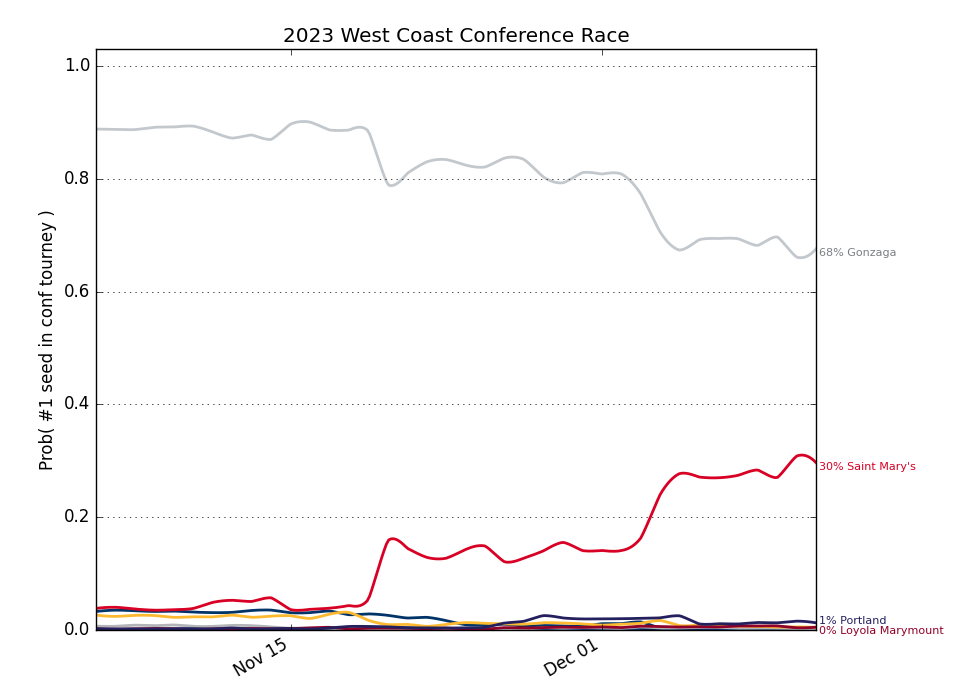 2023 West Coast Conference Race
Prob( #1 seed in conf tourney )
1.0
0.8
0.6
0.4
0.2
0.0
Nov 15
Dec 01
68% Gonzaga
30% Saint Mary's
1% Portland
0% Loyola Marymount